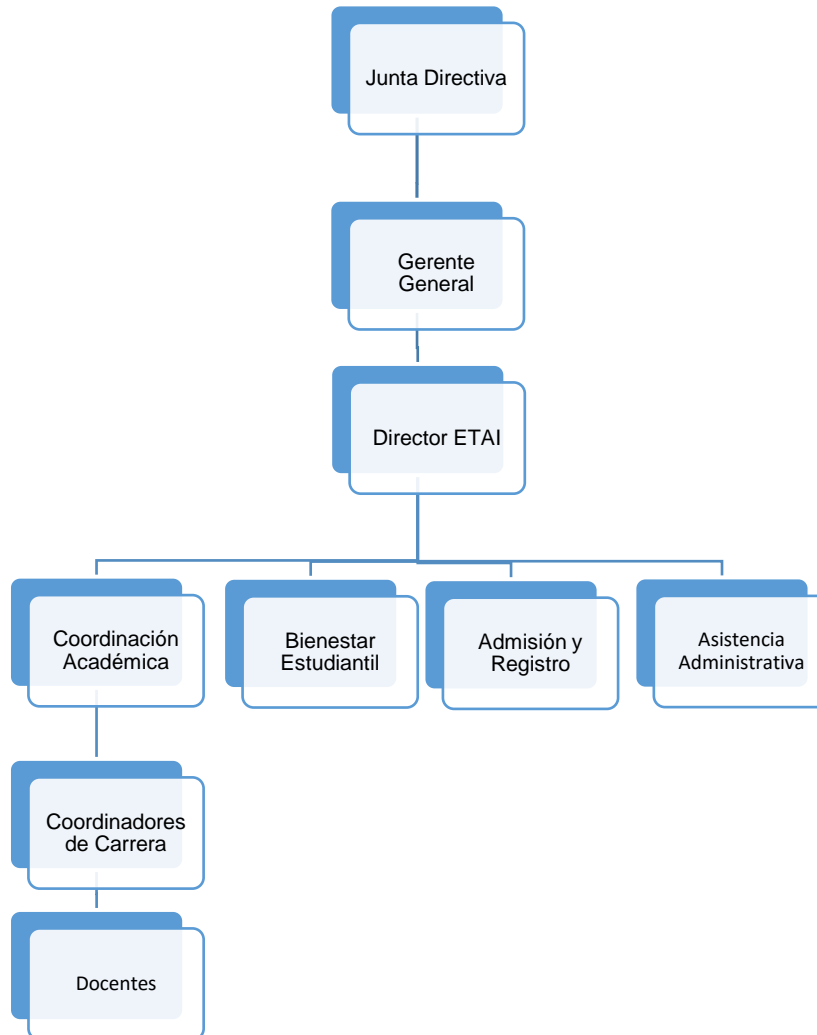 Junta Directiva
Gerente
General
Director ETAI
Coordinación
Académica
Bienestar
Estudiantil
Admisión y
Registro
Asistencia
Administrativa
Coordinadores
de Carrera
Docentes